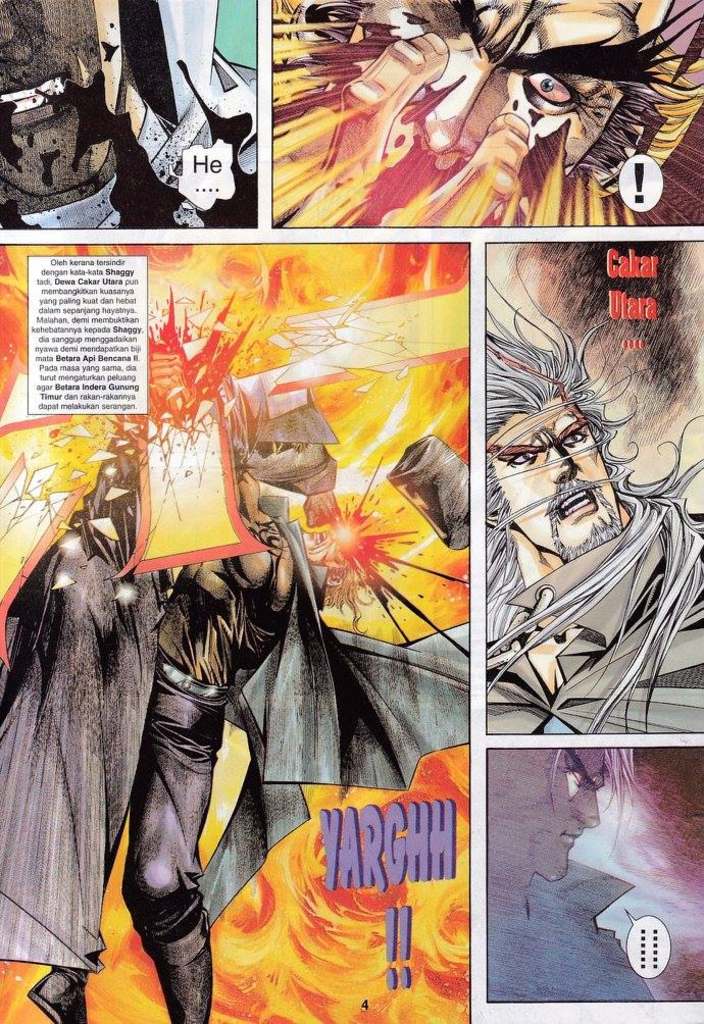 He
....
!
Oleh kerana tersindir
dengan kata-kata Shaggy
tadi, Dewa Cakar Utara pun
membangkitkan kuasanya
yang paling kuat dan hebat
dalam sepanjang hayatnya.
Malahan, demi membuktikan
kehebatannya kepada Shaggy,
dia sanggup menggadaikan
nyawa demi mendapatkan biji
mata Betara Api Bencana II.
Pada masa yang sama, dia
turut mengaturkan peluang
agar Betara Indera Gunung
Timur dan rakan-rakannya
dapat melakukan serangan.
Cakar
Utara
....
YARGHH
!!
!!
4